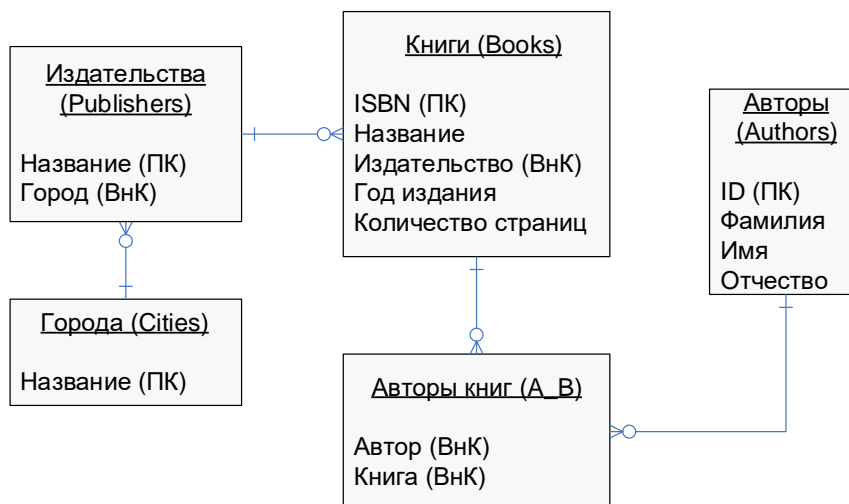 Издательства
(Publishers)
Название (ПК)
Город (ВнК)
Книги (Books)
ISBN (ПК)
Название
Издательство (ВнК)
Год издания
Количество страниц
Авторы
(Authors)
ID (ПК)
Фамилия
Имя
Отчество
Города (Cities)
Название (ПК)
Авторы книг (A_B)
Автор (ВнК)
Книга (ВнК)